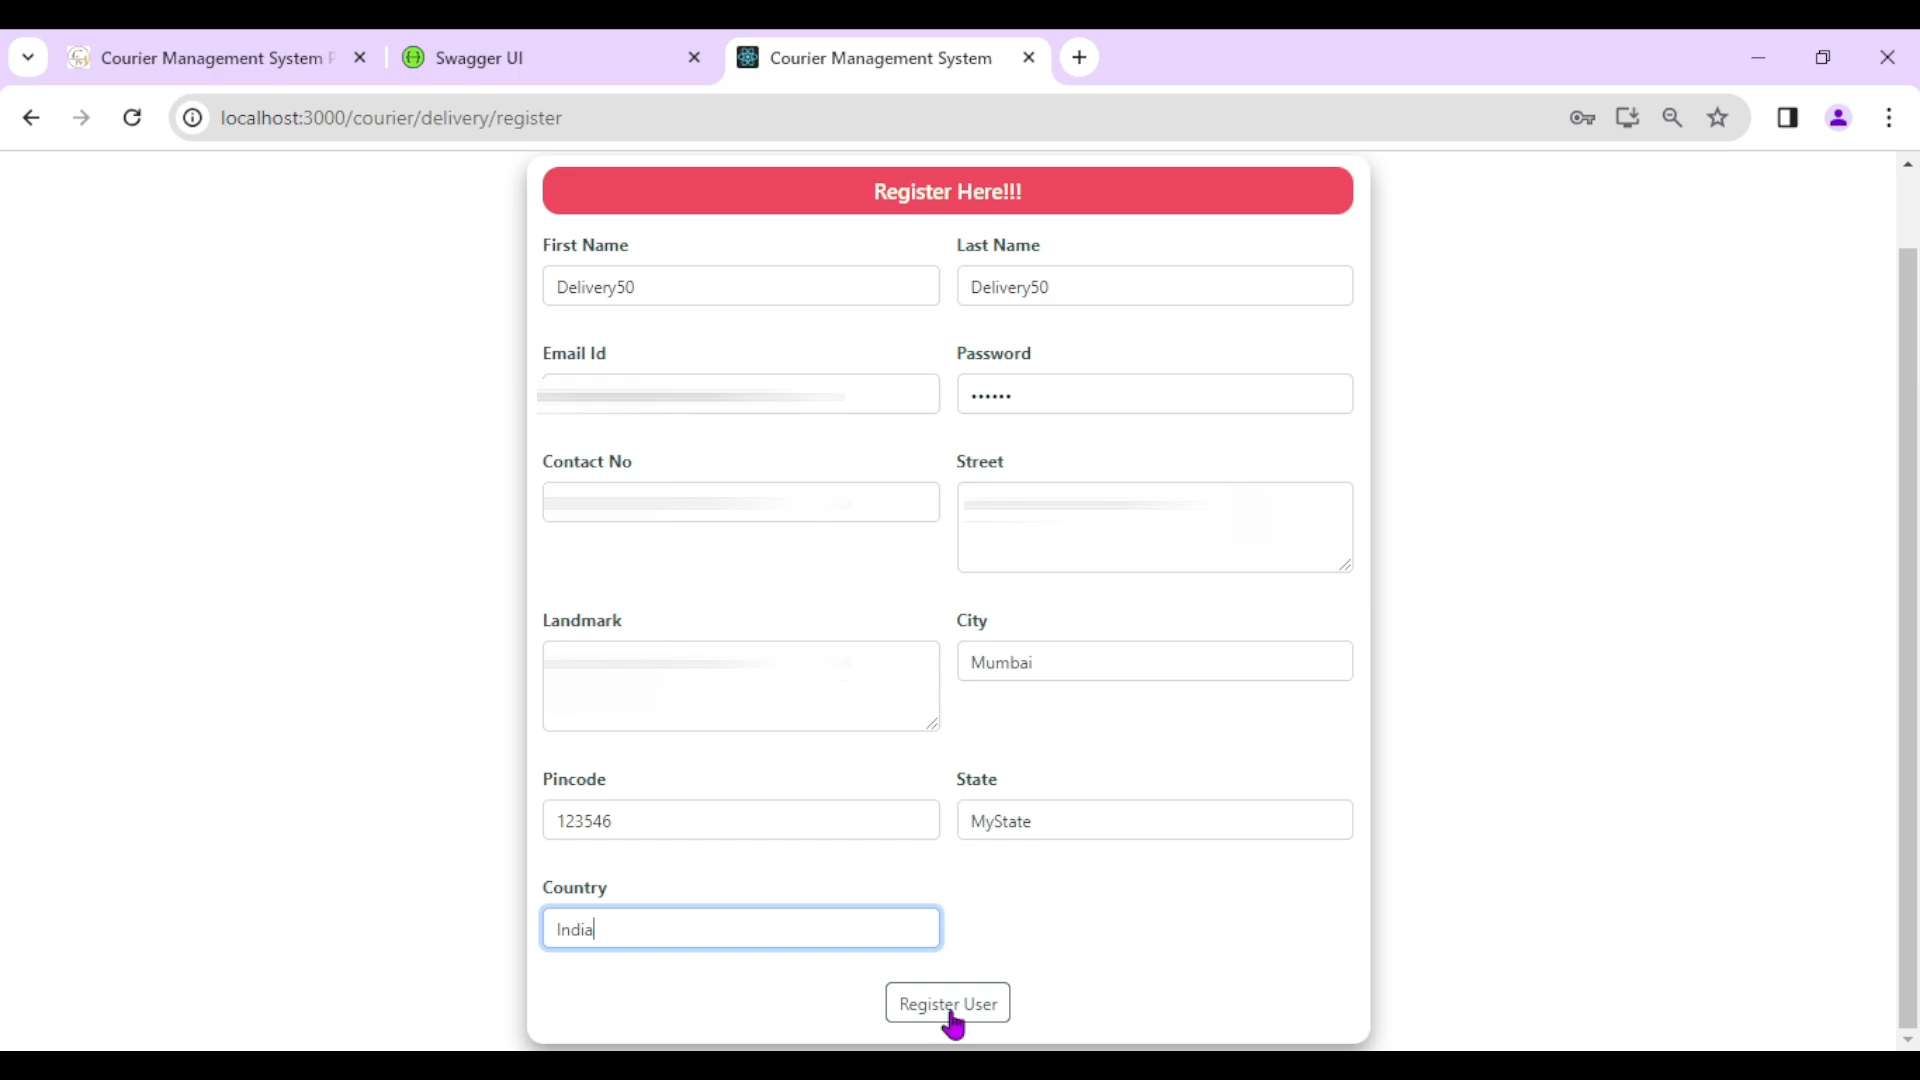 Courier Management System P
Swagger UI
Courier Management System
localhost:3000/courier/delivery/register
Register Here!!!
First Name
Last Name
Delivery50
Delivery50
Email Id
Password
••••••
Contact No
Street
Landmark
City
Mumbai
Pincode
State
123546
MyState
Country
India
Register User